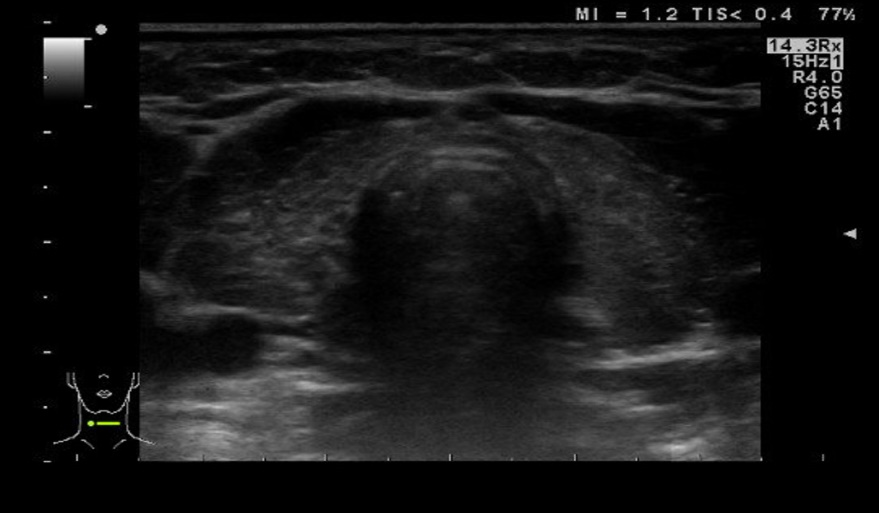 MI = 1.2 TIS< 0.4 77%
14.3Rx
15Hz1
R4.0
G65
C14
A1